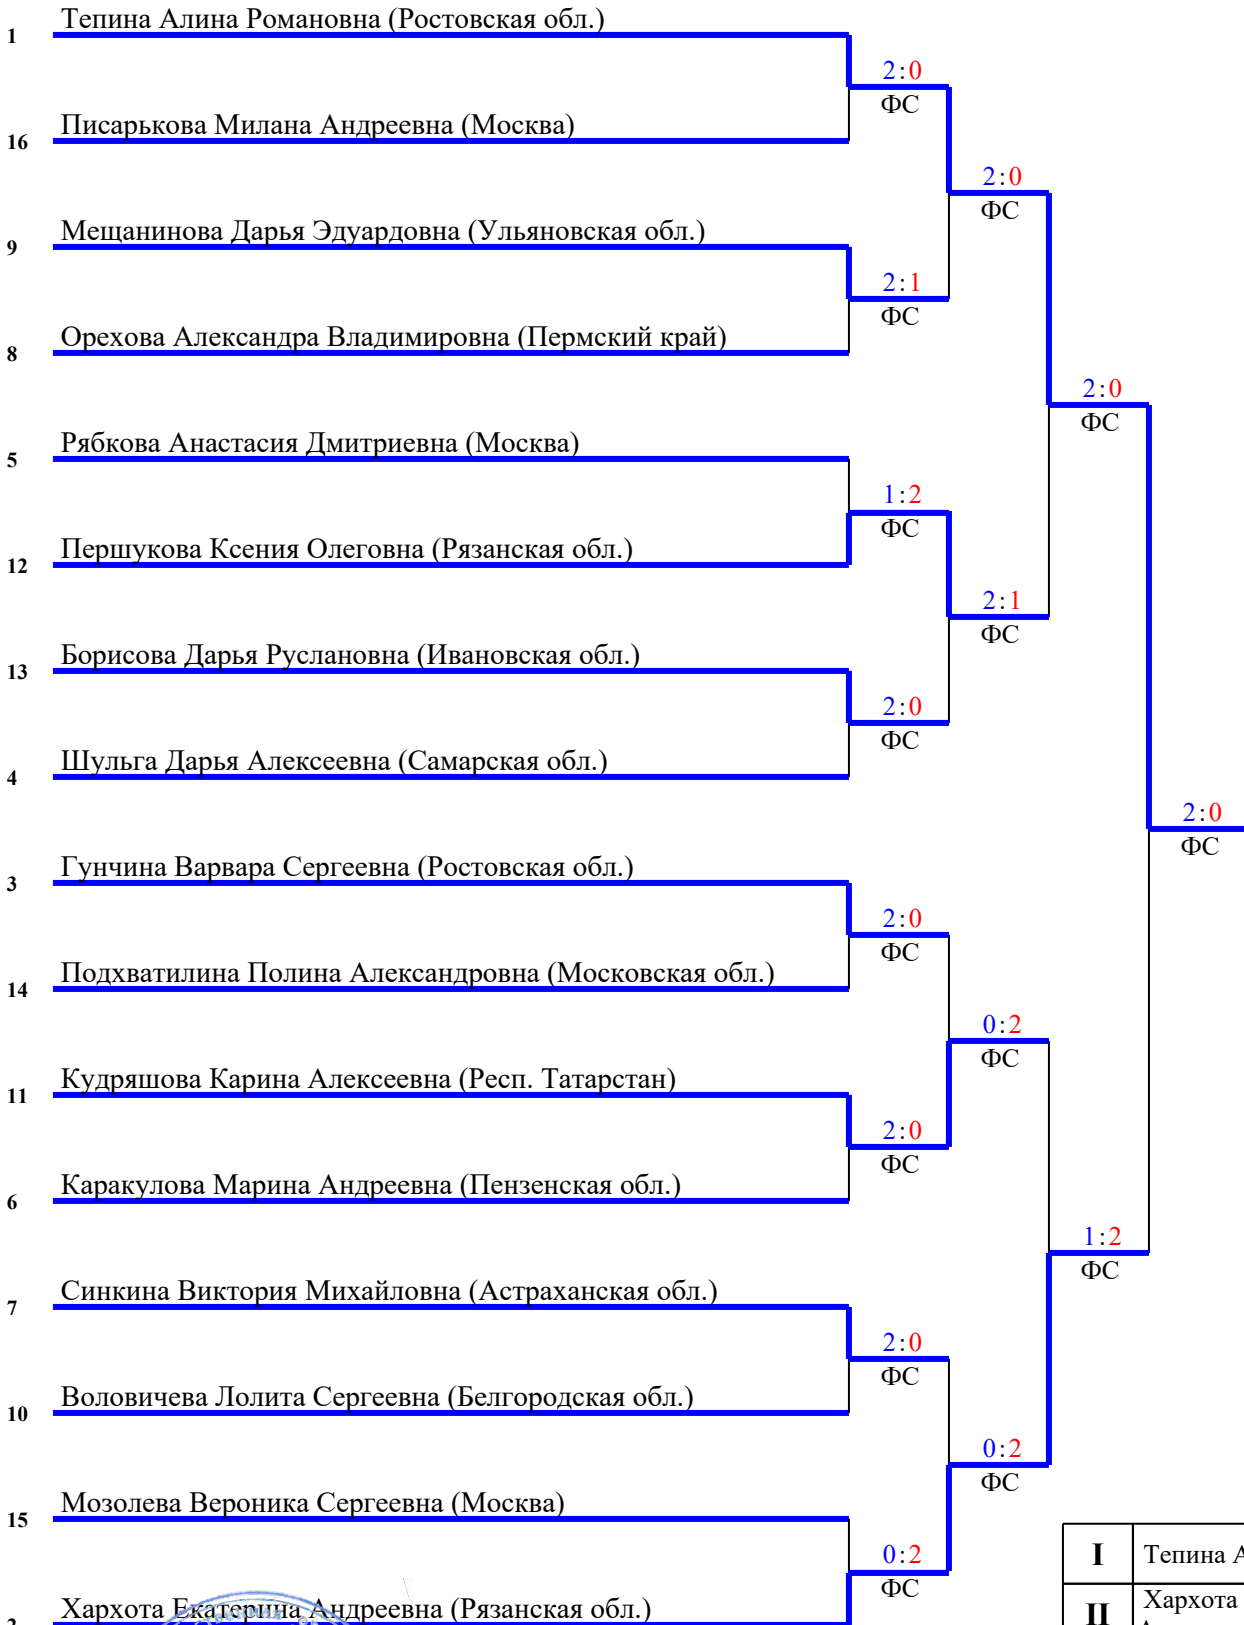 1 Тепина Алина Романовна (Ростовская обл.)
2:0
ФС
16 Писарькова Милана Андреевна (Москва)
2:0
ФС
9 Мещанинова Дарья Эдуардовна (Ульяновская обл.)
2:1
ФС
8 Орехова Александра Владимировна (Пермский край)
2:0
ФС
5 Рябкова Анастасия Дмитриевна (Москва)
1:2
ФС
12 Першукова Ксения Олеговна (Рязанская обл.)
2:1
ФС
13 Борисова Дарья Руслановна (Ивановская обл.)
2:0
ФС
4 Шульга Дарья Алексеевна (Самарская обл.)
2:0
ФС
3 Гунчина Варвара Сергеевна (Ростовская обл.)
2:0
ФС
14 Подхватилина Полина Александровна (Московская обл.)
0:2
ФС
11 Кудряшова Карина Алексеевна (Респ. Татарстан)
2:0
ФС
6 Каракулова Марина Андреевна (Пензенская обл.)
1:2
ФС
7 Синкина Виктория Михайловна (Астраханская обл.)
2:0
ФС
10 Воловичева Лолита Сергеевна (Белгородская обл.)
0:2
ФС
15 Мозолева Вероника Сергеевна (Москва)
0:2
ФС
I Тепина А
Хархота Екатерина Андреевна (Рязанская обл.)
II Хархота